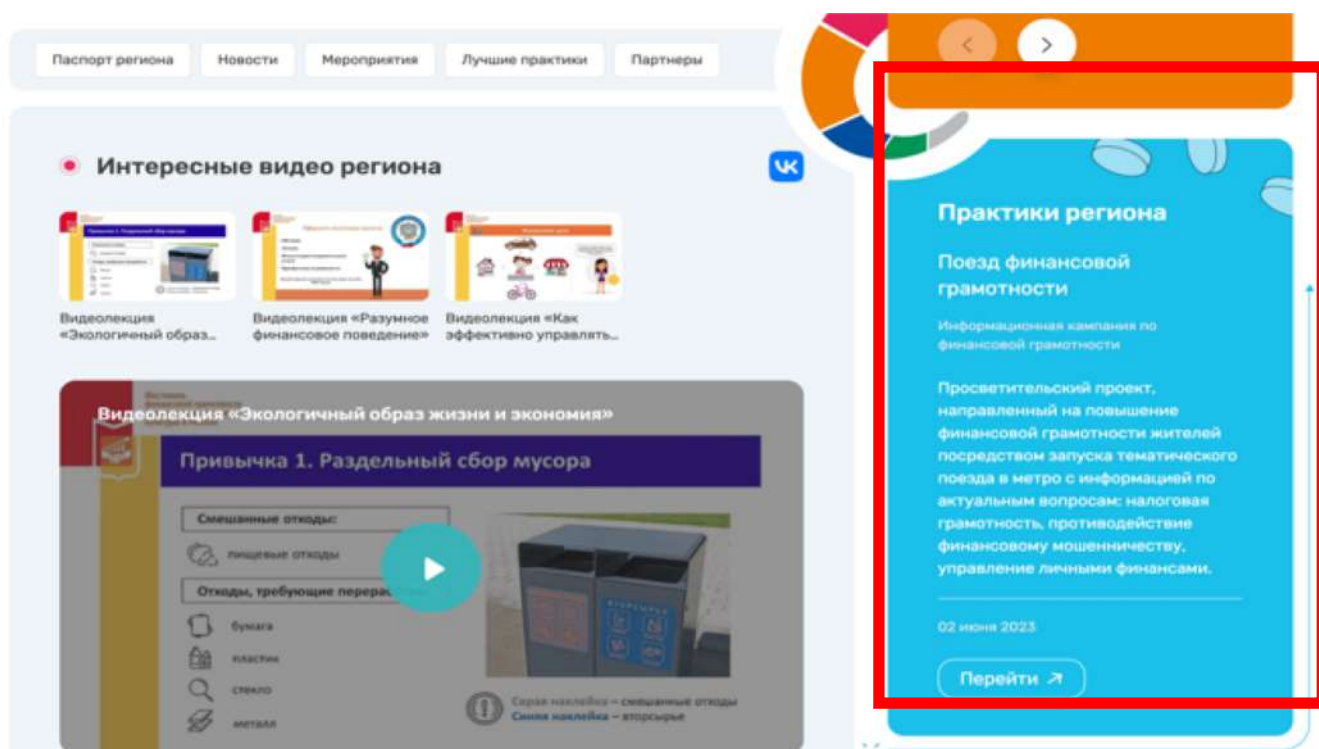 Паспорт региона
Новости
Мероприятия
Лучшие практики
Партнеры
Интересные видео региона
Видеолекция
«Экологичный образ...
Видеолекция «Разумное
финансовое поведение»
Видеолекция «Как
эффективно управлять...
Видеолекция «Экологичный образ жизни и экономия»
Привычка 1. Раздельный сбор мусора
Смешанные отходы:
пищевые отходы
Отходы, требующие
бумага
пластик
стекло
металл
Серая наклейка – смешанные отходы
Синяя наклейка – вторсырье
Практики региона
Поезд финансовой
грамотности
Информационная кампания по
финансовой грамотности
Просветительский проект,
направленный на повышение
финансовой грамотности жителей
посредством запуска тематического
поезда в метро с информацией по
актуальным вопросам: налоговая
грамотность, противодействие
финансовому мошенничеству,
управление личными финансами.
02 июня 2023
Перейти